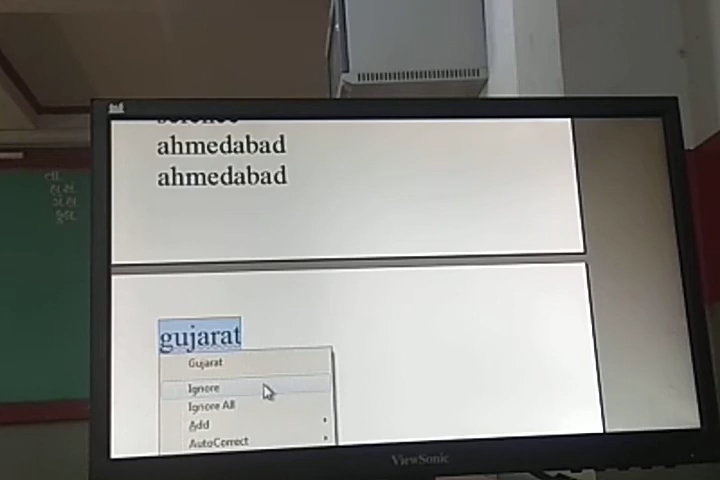 ahmedabad
ahmedabad
gujarat
Gujarat
Ignore
Ignore All
Add
AutoCorrect
ViewSonic